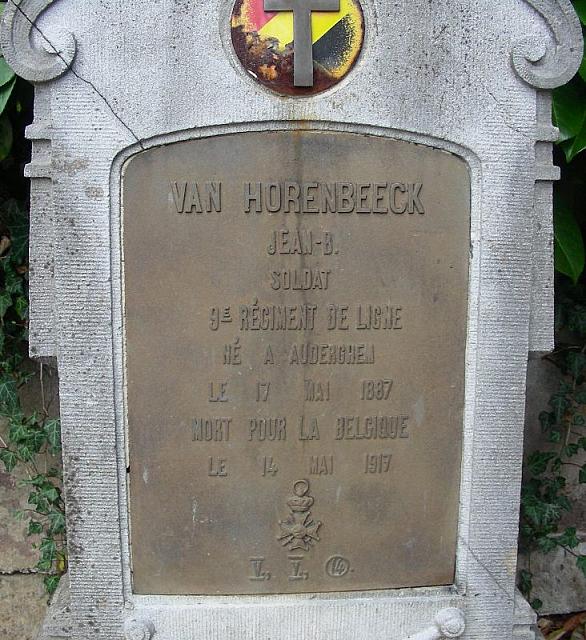 VAN HORENBEECK
JEAN-B.
SOLDAT
9E RÉGIMENT DE LIGNE
NÉ A AUDERGHEM
LE 17 MAI 1887
MORT POUR LA BELGIQUE
LE 14 MAI 1917
V. V. 14.